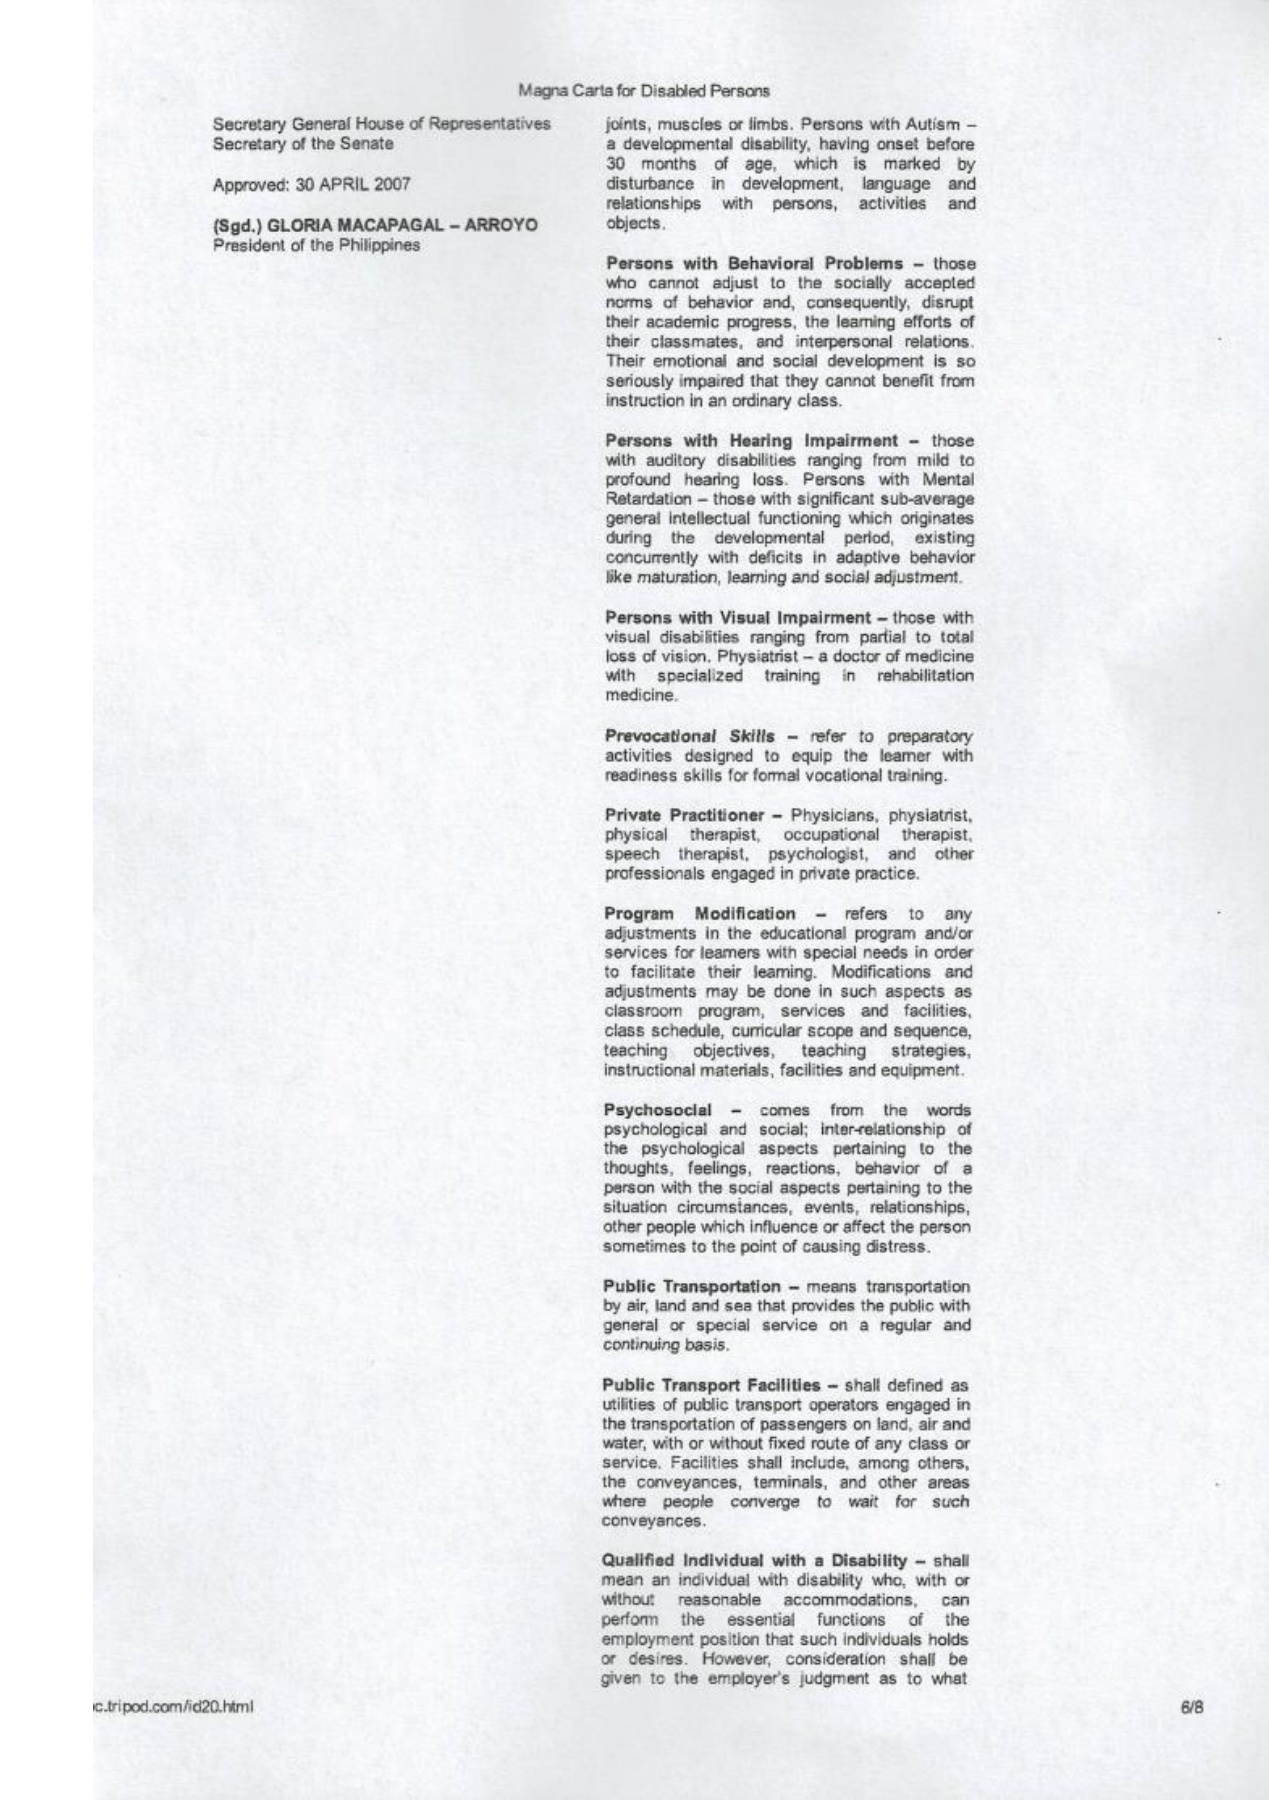 Magna Carta for Disabled Persons
Secretary General House of Representatives
Secretary of the Senate
Approved: 30 APRIL 2007
(Sgd.) GLORIA MACAPAGAL – ARROYO
President of the Philippines
joints, muscles or limbs. Persons with Autism –
a developmental disability, having onset before
30 months of age, which is marked by
disturbance in development, language and
relationships with persons, activities and
objects.
Persons with Behavioral Problems – those
who cannot adjust to the socially accepted
norms of behavior and, consequently, disrupt
their academic progress, the learning efforts of
their classmates, and interpersonal relations.
Their emotional and social development is so
seriously impaired that they cannot benefit from
instruction in an ordinary class.
Persons with Hearing Impairment – those
with auditory disabilities ranging from mild to
profound hearing loss. Persons with Mental
Retardation – those with significant sub-average
general intellectual functioning which originates
during the developmental period, existing
concurrently with deficits in adaptive behavior
like maturation, learning and social adjustment.
Persons with Visual Impairment – those with
visual disabilities ranging from partial to total
loss of vision. Physiatrist – a doctor of medicine
with specialized training in rehabilitation
medicine.
Prevocational Skills – refer to preparatory
activities designed to equip the learner with
readiness skills for formal vocational training.
Private Practitioner – Physicians, physiatrist,
physical therapist, occupational therapist,
speech therapist, psychologist, and other
professionals engaged in private practice.
Program Modification – refers to any
adjustments in the educational program and/or
services for learners with special needs in order
to facilitate their learning. Modifications and
adjustments may be done in such aspects as
classroom program, services and facilities,
class schedule, curricular scope and sequence,
teaching objectives, teaching strategies,
instructional materials, facilities and equipment.
Psychosocial – comes from the words
psychological and social; inter-relationship of
the psychological aspects pertaining to the
thoughts, feelings, reactions, behavior of a
person with the social aspects pertaining to the
situation circumstances, events, relationships,
other people which influence or affect the person
sometimes to the point of causing distress.
Public Transportation – means transportation
by air, land and sea that provides the public with
general or special service on a regular and
continuing basis.
Public Transport Facilities – shall defined as
utilities of public transport operators engaged in
the transportation of passengers on land, air and
water, with or without fixed route of any class or
service. Facilities shall include, among others,
the conveyances, terminals, and other areas
where people converge to wait for such
conveyances.
Qualified Individual with a Disability – shall
mean an individual with disability who, with or
without reasonable accommodations, can
perform the essential functions of the
employment position that such individuals holds
or desires. However, consideration shall be
given to the employer's judgment as to what
c.tripod.com/id20.html
6/8